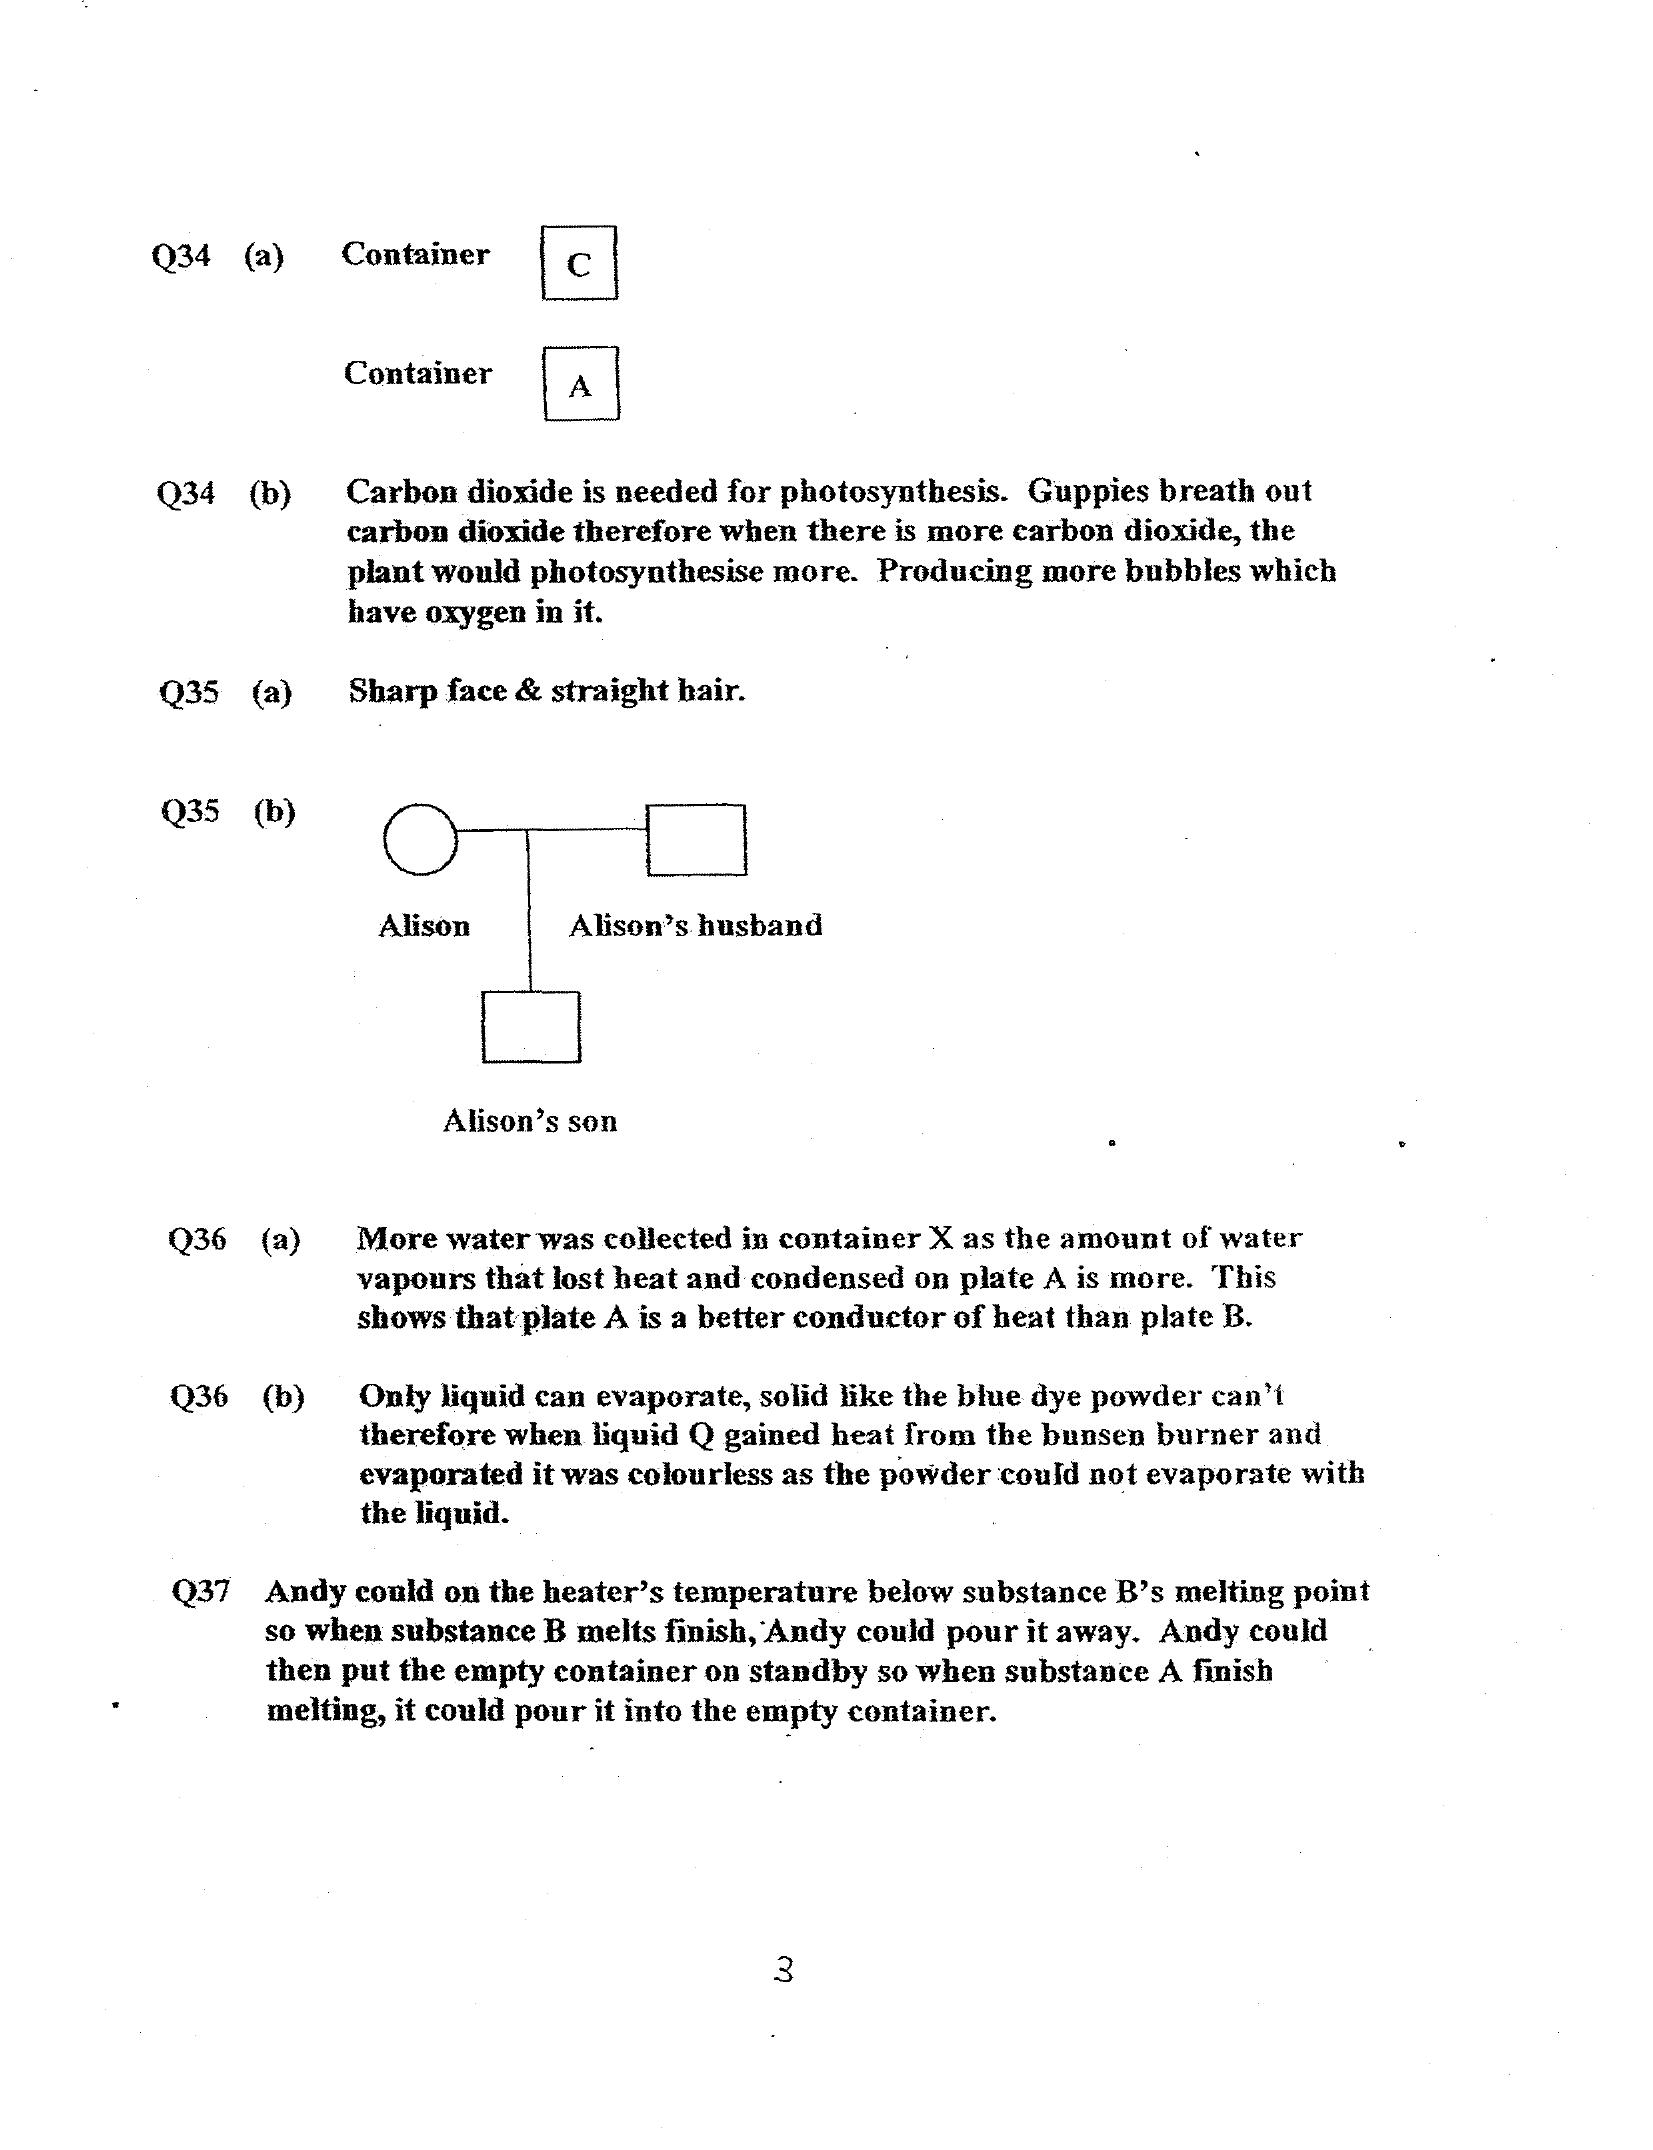 Q34 (a) Container C
Container A
Q34 (b) Carbon dioxide is needed for photosynthesis. Guppies breath out
carbon dioxide therefore when there is more carbon dioxide, the
plant would photosynthesise more. Producing more bubbles which
have oxygen in it.
Q35 (a) Sharp face & straight hair.
Q35 (b)
Alison Alison's husband
Alison's son
Q36 (a) More water was collected in container X as the amount of water
vapours that lost heat and condensed on plate A is more. This
shows that plate A is a better conductor of heat than plate B.
Q36 (b) Only liquid can evaporate, solid like the blue dye powder can't
therefore when liquid Q gained heat from the bunsen burner and
evaporated it was colourless as the powder could not evaporate with
the liquid.
Q37 Andy could on the heater's temperature below substance B's melting point
so when substance B melts finish, Andy could pour it away. Andy could
then put the empty container on standby so when substance A finish
melting, it could pour it into the empty container.
3